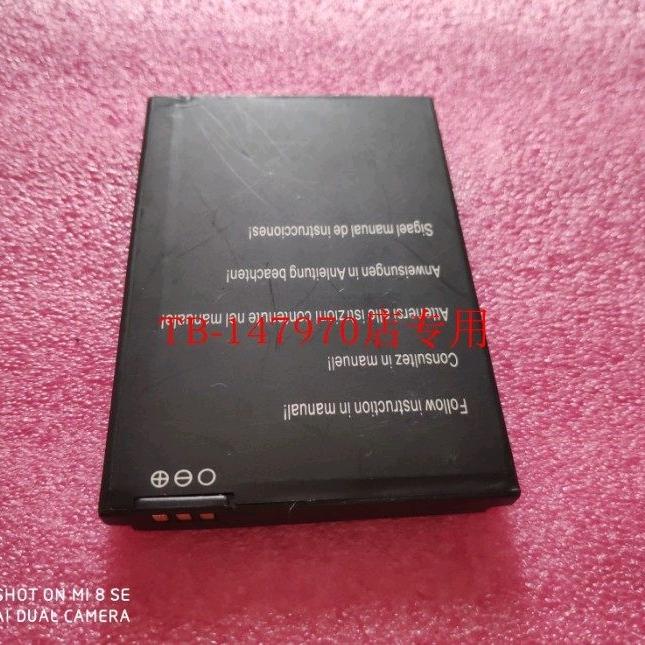 Follow instruction in manual!
Consultez in manuel!
Attenersi alle istruzioni contenute nel manuale!
Anweisungen in Anleitung beachten!
Sigael manual de instrucciones!
TB-147970店专用
SHOT ON MI 8 SE
AI DUAL CAMERA